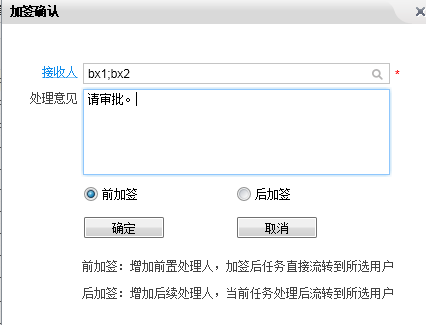 加签确认
接收人 bx1;bx2 *
处理意见 请审批。
前加签 后加签
确定 取消
前加签：增加前置处理人，加签后任务直接流转到所选用户
后加签：增加后续处理人，当前任务处理后流转到所选用户